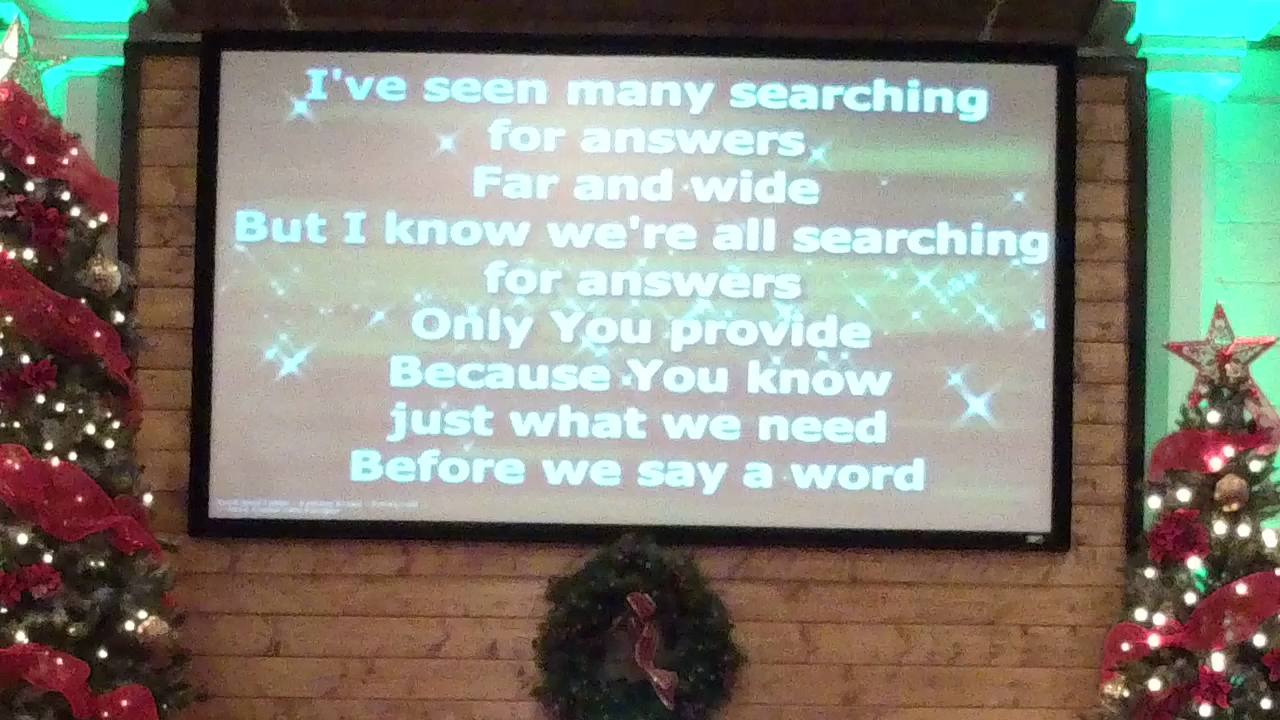 I've seen many searching
for answers
Far and wide
But I know we're all searching
for answers
Only You provide
Because You know
just what we need
Before we say a word